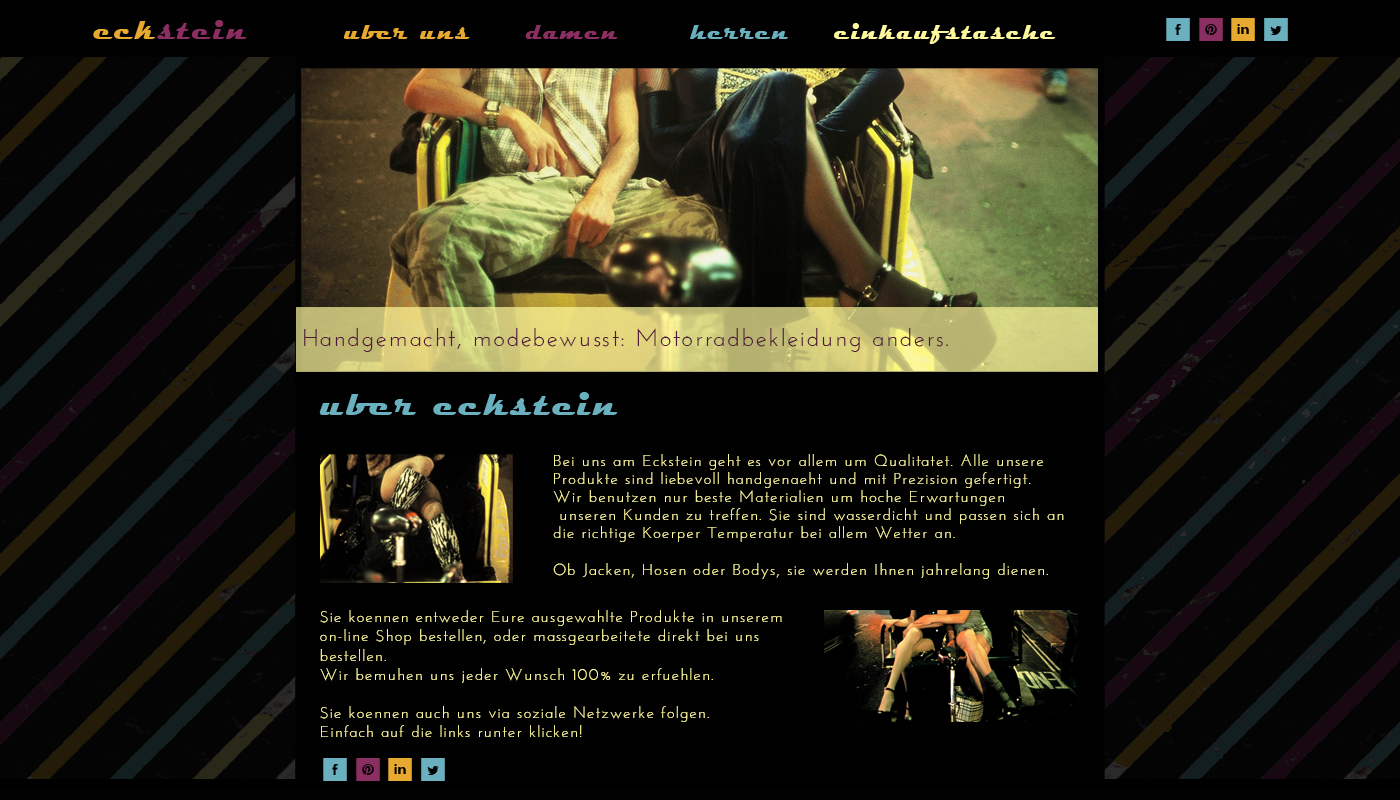 eckstein
uber uns
damen
herren
einkaufstasche
Handgemacht, modebewusst: Motorradbekleidung anders.
uber eckstein
Bei uns am Eckstein geht es vor allem um Qualitatet. Alle unsere
Produkte sind liebevoll handgenaeht und mit Prezision gefertigt.
Wir benutzen nur beste Materialien um hoche Erwartungen
unseren Kunden zu treffen. Sie sind wasserdicht und passen sich an
die richtige Koerper Temperatur bei allem Wetter an.
Ob Jacken, Hosen oder Bodys, sie werden Ihnen jahrelang dienen.
Sie koennen entweder Eure ausgewahlte Produkte in unserem
on-line Shop bestellen, oder massgearbeitete direkt bei uns
bestellen.
Wir bemuhen uns jeder Wunsch 100% zu erfuehlen.
Sie koennen auch uns via soziale Netzwerke folgen.
Einfach auf die links runter klicken!